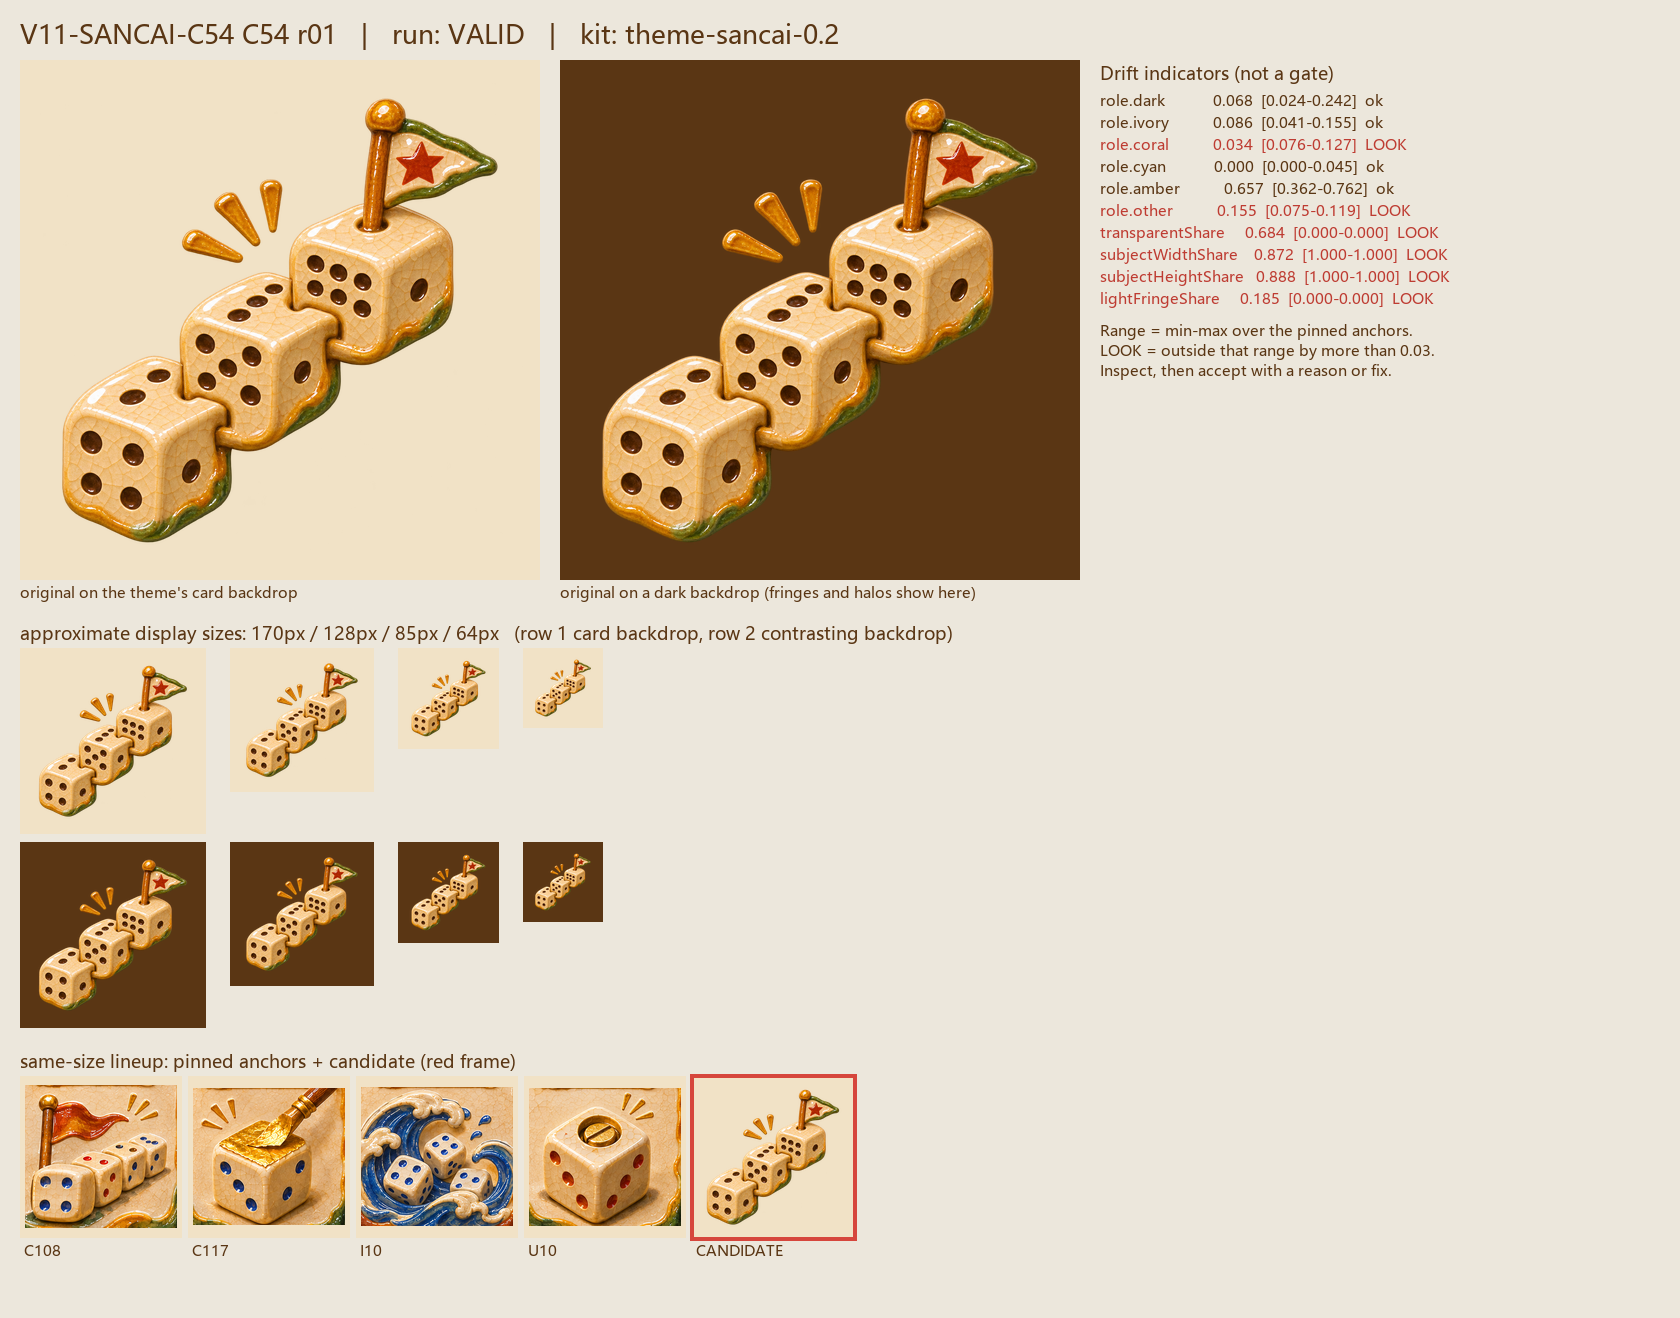 V11-SANCAI-C54 C54 r01 | run: VALID | kit: theme-sancai-0.2
Drift indicators (not a gate)
role.dark 0.068 [0.024-0.242] ok
role.ivory 0.086 [0.041-0.155] ok
role.coral 0.034 [0.076-0.127] LOOK
role.cyan 0.000 [0.000-0.045] ok
role.amber 0.657 [0.362-0.762] ok
role.other 0.155 [0.075-0.119] LOOK
transparentShare 0.684 [0.000-0.000] LOOK
subjectWidthShare 0.872 [1.000-1.000] LOOK
subjectHeightShare 0.888 [1.000-1.000] LOOK
lightFringeShare 0.185 [0.000-0.000] LOOK
Range = min-max over the pinned anchors.
LOOK = outside that range by more than 0.03.
Inspect, then accept with a reason or fix.
original on the theme's card backdrop
original on a dark backdrop (fringes and halos show here)
approximate display sizes: 170px / 128px / 85px / 64px (row 1 card backdrop, row 2 contrasting backdrop)
same-size lineup: pinned anchors + candidate (red frame)
C108
C117
I10
U10
CANDIDATE